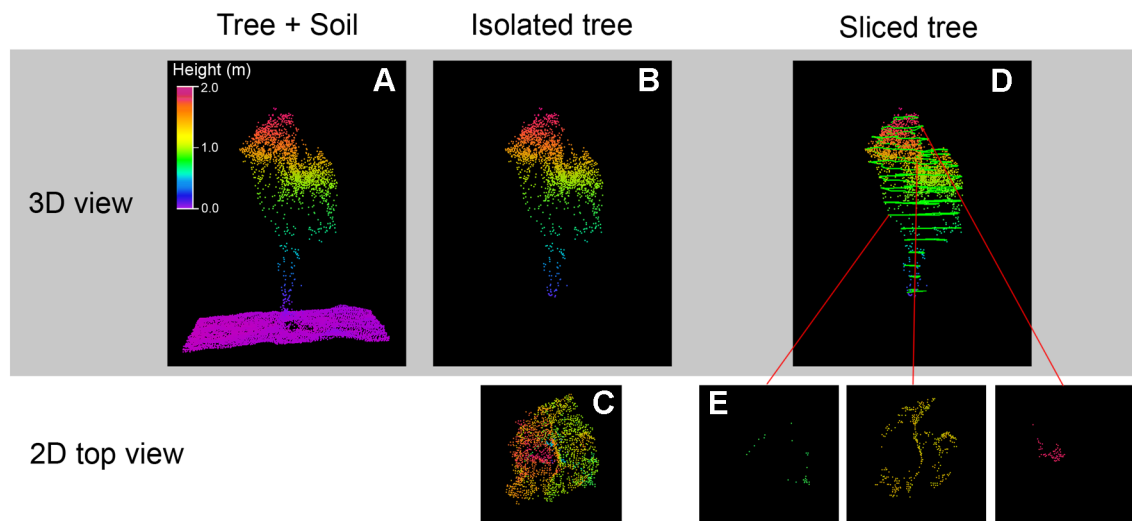 Tree + Soil
Isolated tree
Sliced tree
Height (m)
2.0
1.0
0.0
A
B
D
3D view
C
E
2D top view